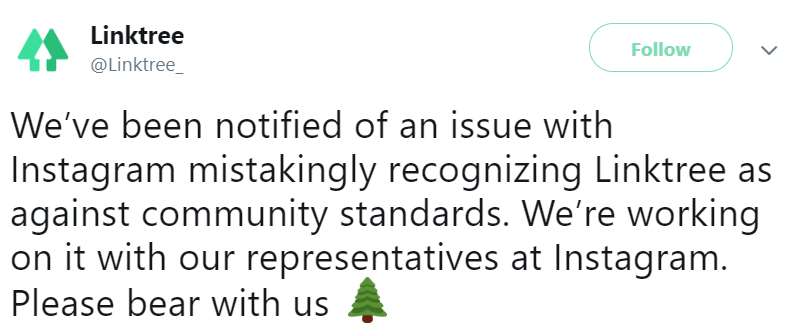 Linktree
@Linktree_
Follow
We’ve been notified of an issue with
Instagram mistakingly recognizing Linktree as
against community standards. We’re working
on it with our representatives at Instagram.
Please bear with us 🌲